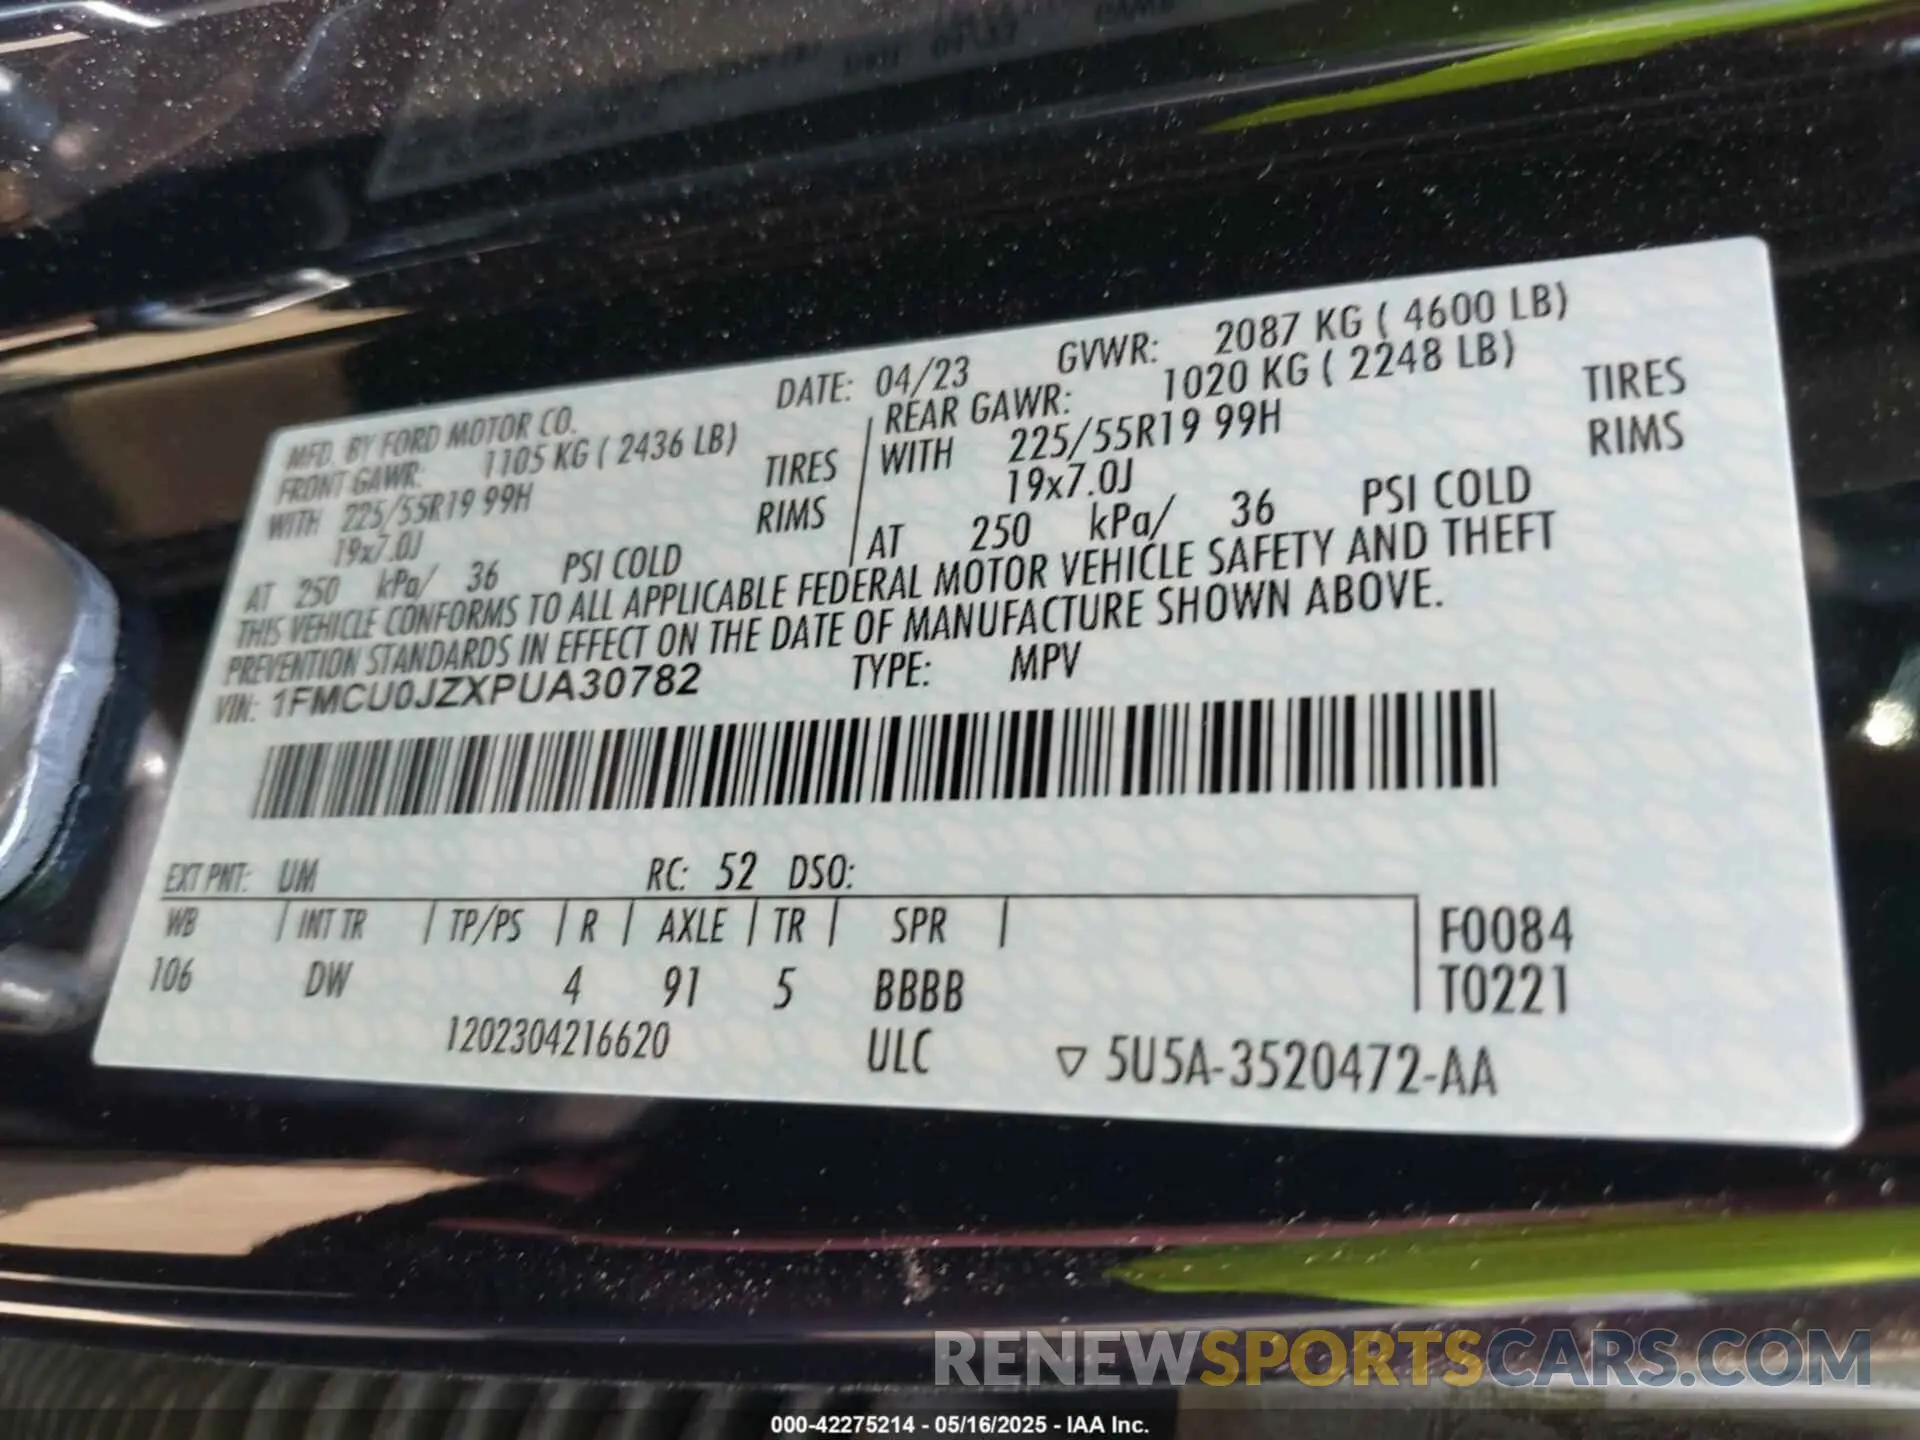 MFD. BY FORD MOTOR CO.
DATE: 04/23 GVWR: 2087 KG ( 4600 LB)
FRONT GAWR: 1105 KG ( 2436 LB)
REAR GAWR: 1020 KG ( 2248 LB)
WITH 225/55R19 99H TIRES
WITH 225/55R19 99H TIRES
19x7.0J RIMS
19x7.0J RIMS
AT 250 kPa/ 36 PSI COLD
AT 250 kPa/ 36 PSI COLD
THIS VEHICLE CONFORMS TO ALL APPLICABLE FEDERAL MOTOR VEHICLE SAFETY AND THEFT
PREVENTION STANDARDS IN EFFECT ON THE DATE OF MANUFACTURE SHOWN ABOVE.
VIN: 1FMCU0JZXPUA30782 TYPE: MPV
EXT PNT: UM RC: 52 DSO:
WB | INT TR | TP/PS | R | AXLE | TR | SPR | F0084
106 DW 4 91 5 BBBB T0221
1202304216620 ULC ▽ 5U5A-3520472-AA
RENEWSPORTSCARS.COM
000-42275214 - 05/16/2025 - IAA Inc.